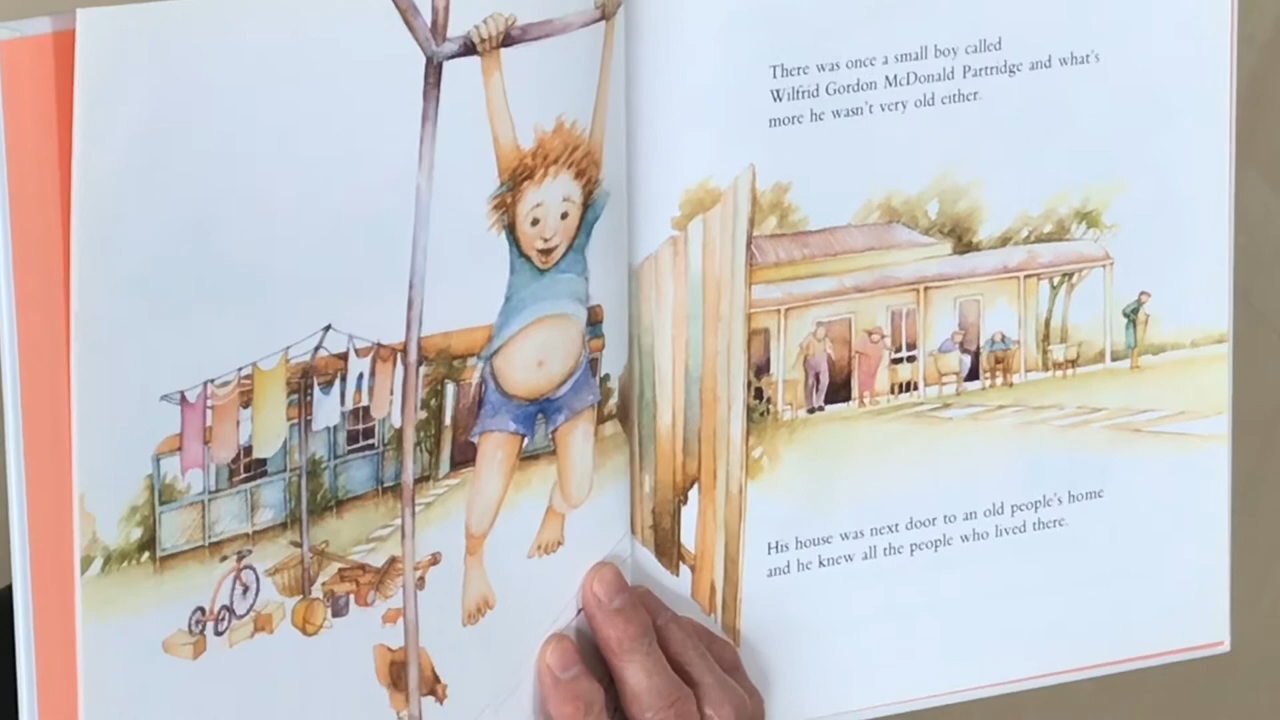 There was once a small boy called
Wilfrid Gordon McDonald Partridge and what's
more he wasn't very old either.
His house was next door to an old people's home
and he knew all the people who lived there.